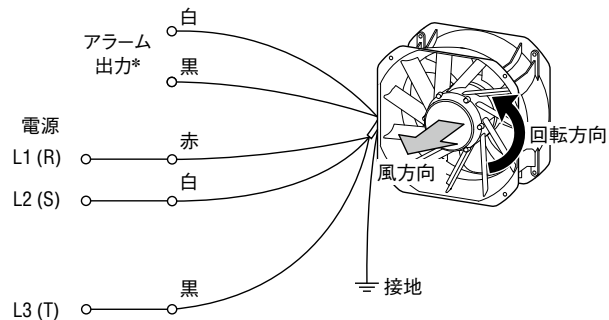 白
アラーム
出力*
黒
電源
L1 (R)
赤
L2 (S)
白
L3 (T)
黒
接地
風方向
回転方向